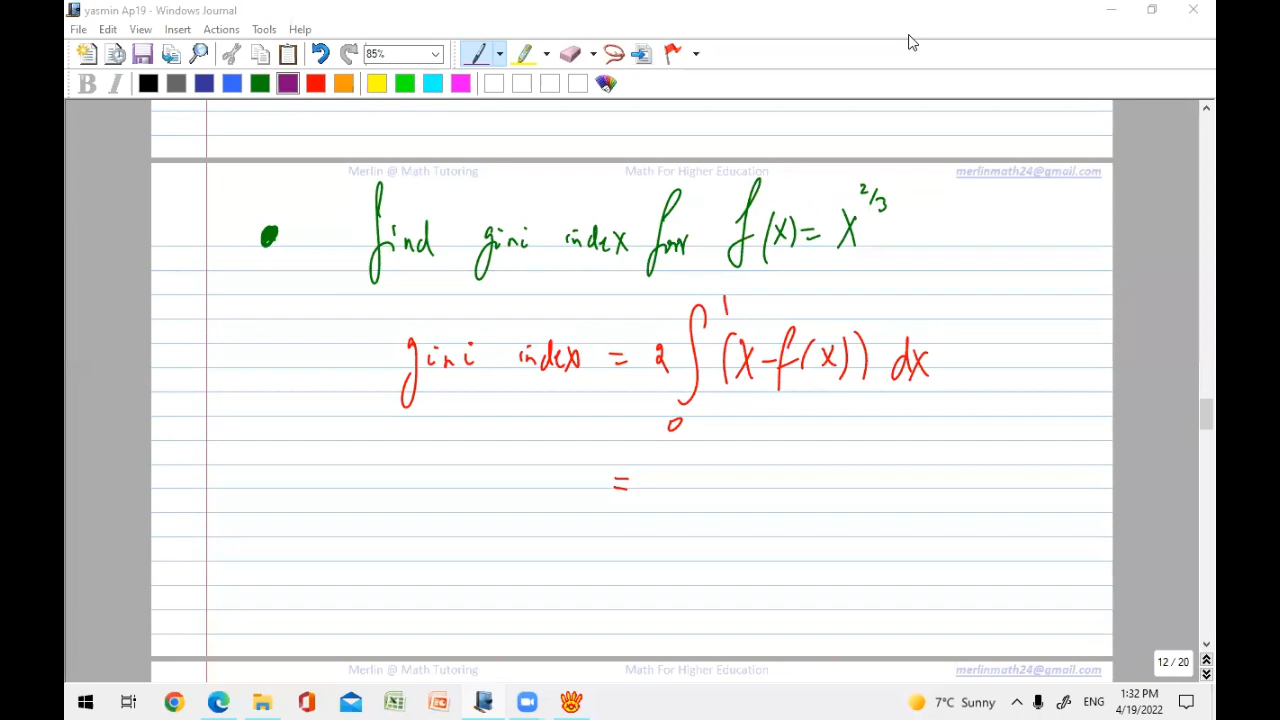 yasmin Ap19 - Windows Journal
File Edit View Insert Actions Tools Help
85%
B I
Merlin @ Math Tutoring Math For Higher Education merlinmath24@gmail.com
find gini index for f(x) = x^2/3
gini index = 2 ∫₀¹ (x - f(x)) dx
=
12 / 20
Merlin @ Math Tutoring Math For Higher Education merlinmath24@gmail.com
7°C Sunny ENG 1:32 PM
4/19/2022